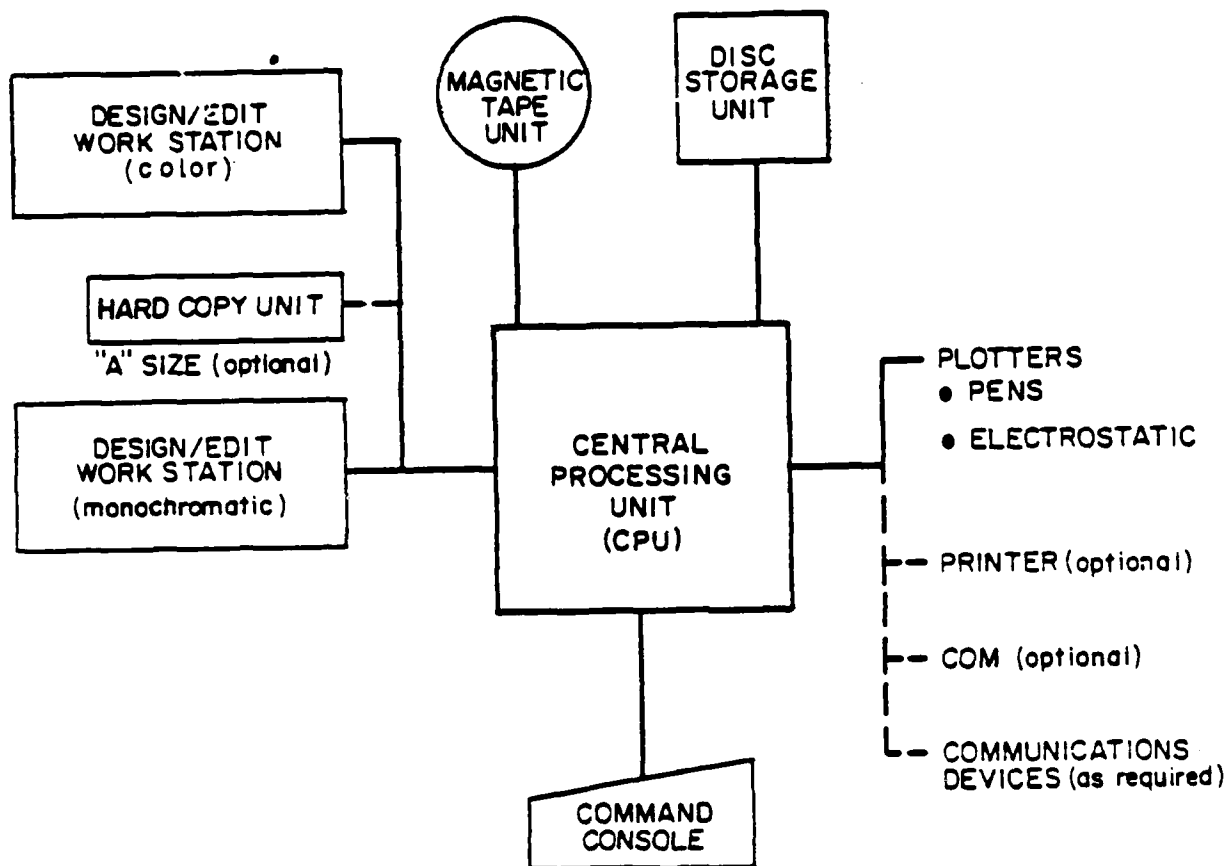 DESIGN/EDIT
WORK STATION
(color)
MAGNETIC
TAPE
UNIT
DISC
STORAGE
UNIT
HARD COPY UNIT
"A" SIZE (optional)
DESIGN/EDIT
WORK STATION
(monochromatic)
CENTRAL
PROCESSING
UNIT
(CPU)
PLOTTERS
● PENS
● ELECTROSTATIC
PRINTER (optional)
COM (optional)
COMMUNICATIONS
DEVICES (as required)
COMMAND
CONSOLE